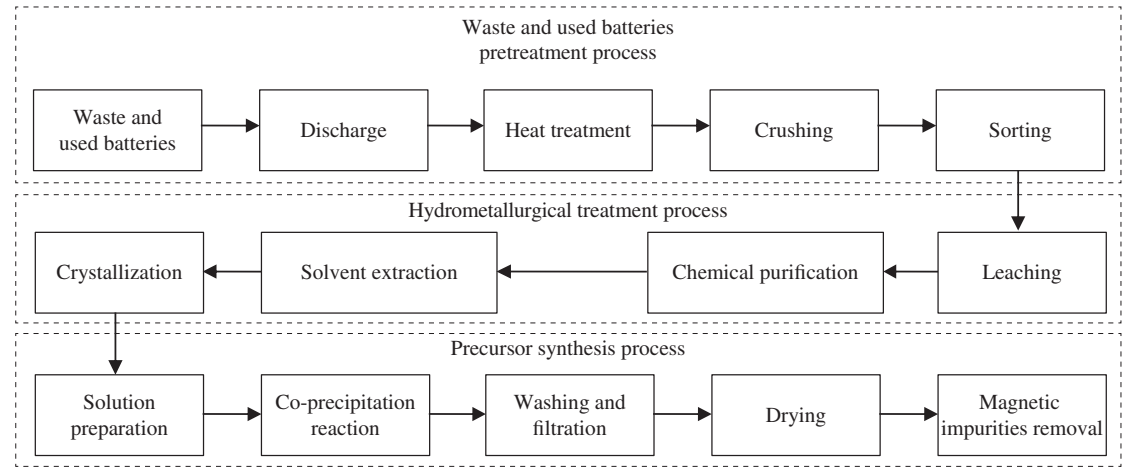 Waste and used batteries
pretreatment process
Waste and
used batteries
Discharge
Heat treatment
Crushing
Sorting
Hydrometallurgical treatment process
Crystallization
Solvent extraction
Chemical purification
Leaching
Precursor synthesis process
Solution
preparation
Co-precipitation
reaction
Washing and
filtration
Drying
Magnetic
impurities removal